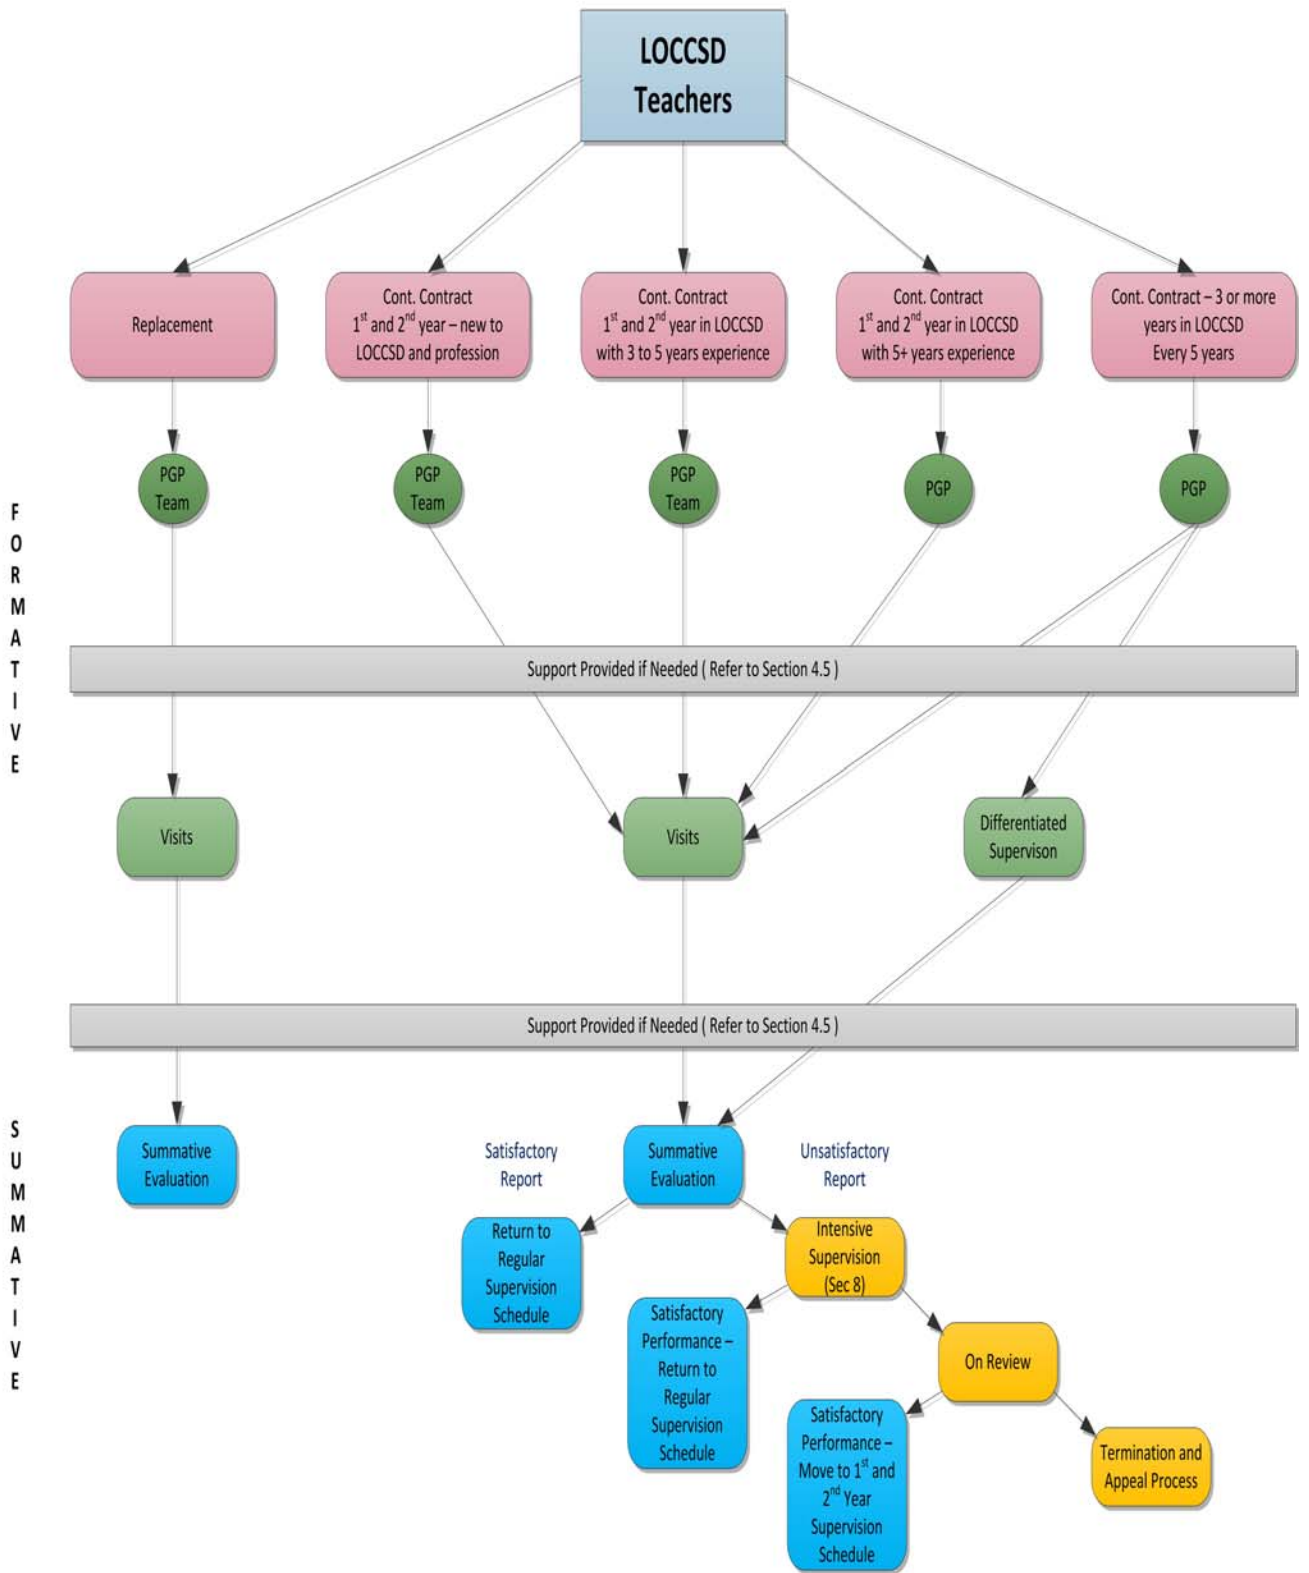 LOCCSD
Teachers
Replacement
Cont. Contract
1st and 2nd year – new to
LOCCSD and profession
Cont. Contract
1st and 2nd year in LOCCSD
with 3 to 5 years experience
Cont. Contract
1st and 2nd year in LOCCSD
with 5+ years experience
Cont. Contract – 3 or more
years in LOCCSD
Every 5 years
PGP
Team
PGP
Team
PGP
Team
PGP
PGP
F
O
R
M
A
T
I
V
E
Support Provided if Needed ( Refer to Section 4.5 )
Visits
Visits
Differentiated
Supervison
Support Provided if Needed ( Refer to Section 4.5 )
S
U
M
M
A
T
I
V
E
Summative
Evaluation
Satisfactory
Report
Summative
Evaluation
Unsatisfactory
Report
Return to
Regular
Supervision
Schedule
Intensive
Supervision
(Sec 8)
Satisfactory
Performance –
Return to
Regular
Supervision
Schedule
On Review
Satisfactory
Performance –
Move to 1st and
2nd Year
Supervision
Schedule
Termination and
Appeal Process